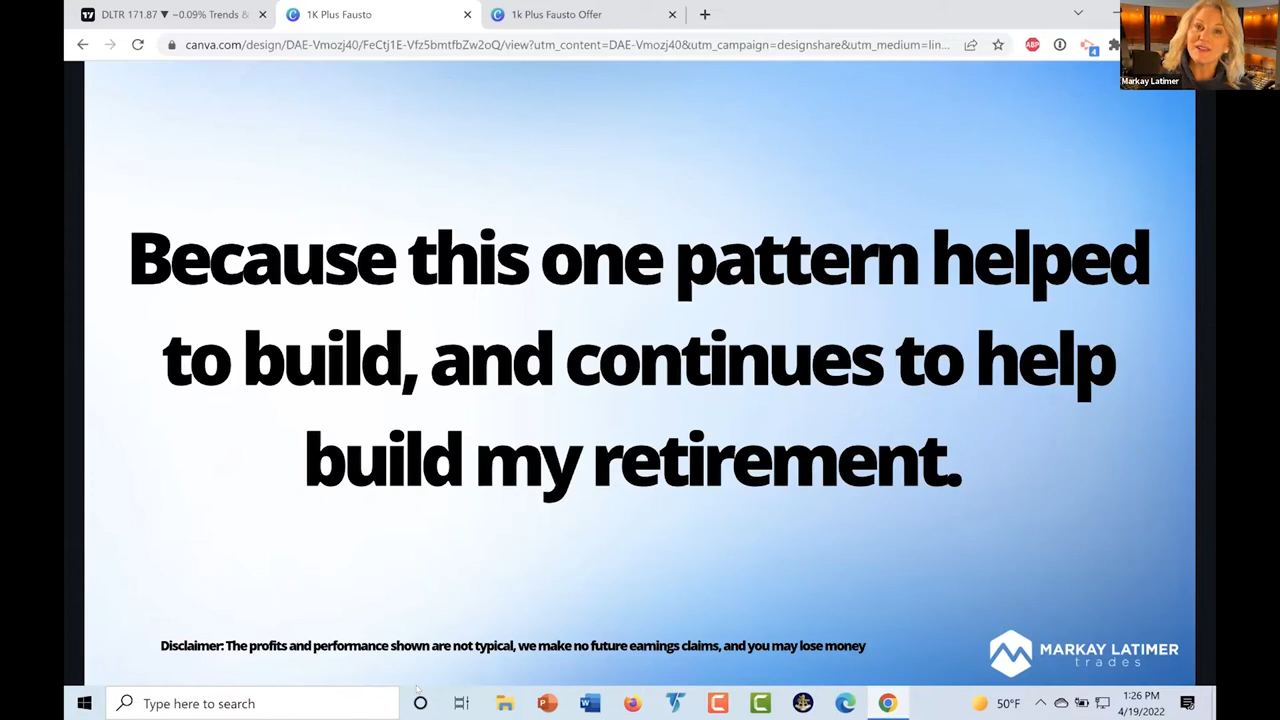 DLTR 171.87 ▼ −0.09% Trends &
1K Plus Fausto
1k Plus Fausto Offer
canva.com/design/DAE-Vmozj40/FeCtj1E-Vfz5bmtfbZw2oQ/view?utm_content=DAE-Vmozj40&utm_campaign=designshare&utm_medium=lin...
ABP
4
Markay Latimer
Because this one pattern helped
to build, and continues to help
build my retirement.
Disclaimer: The profits and performance shown are not typical, we make no future earnings claims, and you may lose money
MARKAY LATIMER
trades
Type here to search
50°F
1:26 PM
4/19/2022